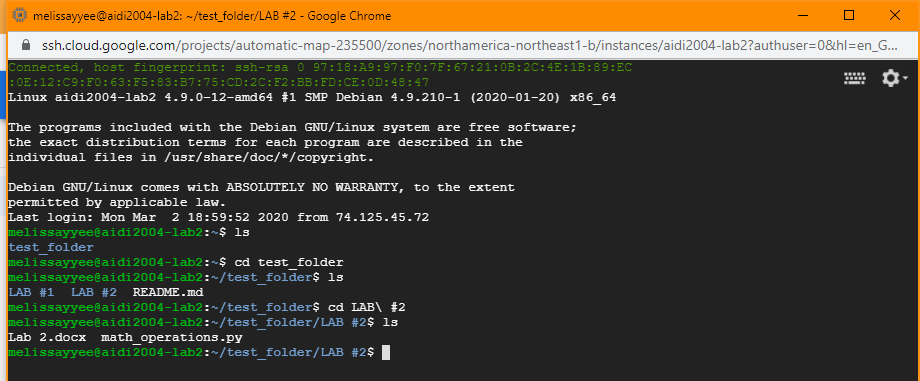 melissayyee@aidi2004-lab2: ~/test_folder/LAB #2 - Google Chrome
ssh.cloud.google.com/projects/automatic-map-235500/zones/northamerica-northeast1-b/instances/aidi2004-lab2?authuser=0&hl=en_G...
Connected, host fingerprint: ssh-rsa 0 97:18:A9:97:F0:7F:67:21:0B:2C:4E:1B:89:EC
:0E:12:C9:F0:63:F5:83:B7:75:CD:2C:F2:BB:FD:CE:0D:48:47
Linux aidi2004-lab2 4.9.0-12-amd64 #1 SMP Debian 4.9.210-1 (2020-01-20) x86_64
The programs included with the Debian GNU/Linux system are free software;
the exact distribution terms for each program are described in the
individual files in /usr/share/doc/*/copyright.
Debian GNU/Linux comes with ABSOLUTELY NO WARRANTY, to the extent
permitted by applicable law.
Last login: Mon Mar  2 18:59:52 2020 from 74.125.45.72
melissayyee@aidi2004-lab2:~$ ls
test_folder
melissayyee@aidi2004-lab2:~$ cd test_folder
melissayyee@aidi2004-lab2:~/test_folder$ ls
LAB #1  LAB #2  README.md
melissayyee@aidi2004-lab2:~/test_folder$ cd LAB\ #2
melissayyee@aidi2004-lab2:~/test_folder/LAB #2$ ls
Lab 2.docx  math_operations.py
melissayyee@aidi2004-lab2:~/test_folder/LAB #2$